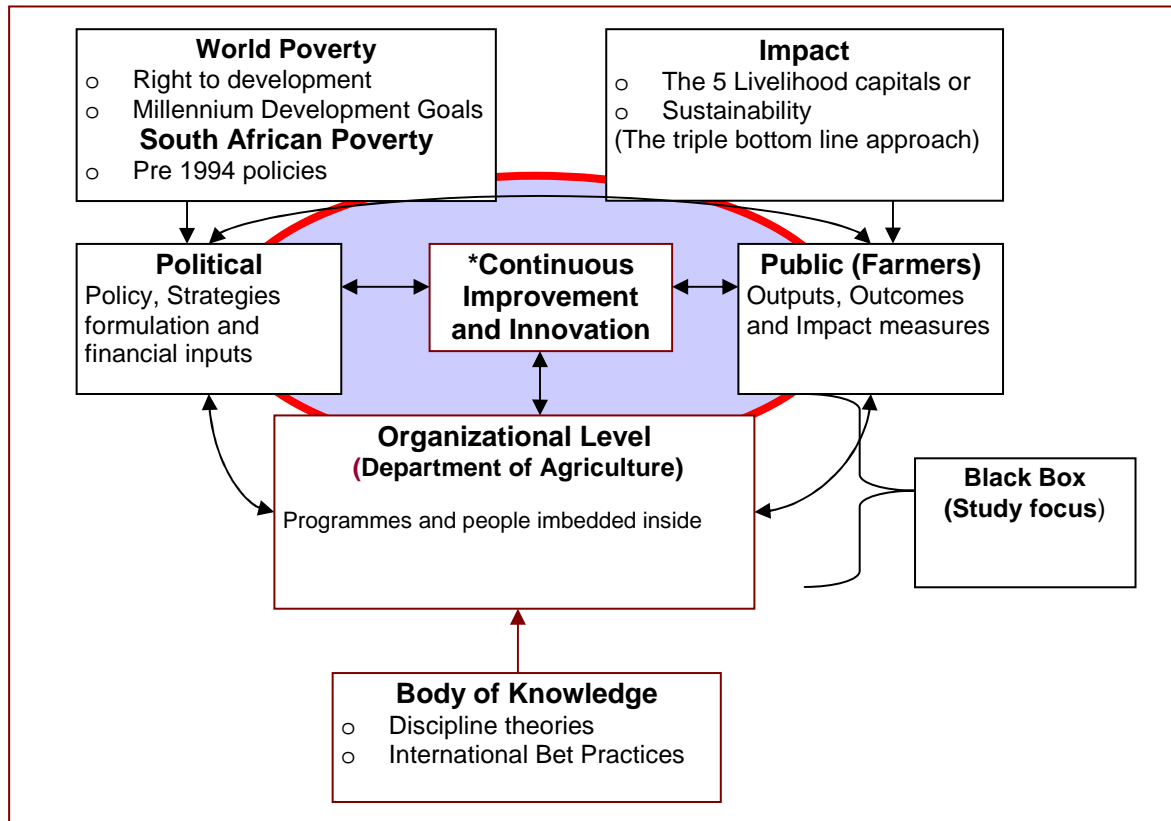 World Poverty
o Right to development
o Millennium Development Goals
South African Poverty
o Pre 1994 policies
Impact
o The 5 Livelihood capitals or
o Sustainability
(The triple bottom line approach)
Political
Policy, Strategies
formulation and
financial inputs
*Continuous
Improvement
and Innovation
Public (Farmers)
Outputs, Outcomes
and Impact measures
Organizational Level
(Department of Agriculture)
Programmes and people imbedded inside
Black Box
(Study focus)
Body of Knowledge
o Discipline theories
o International Bet Practices